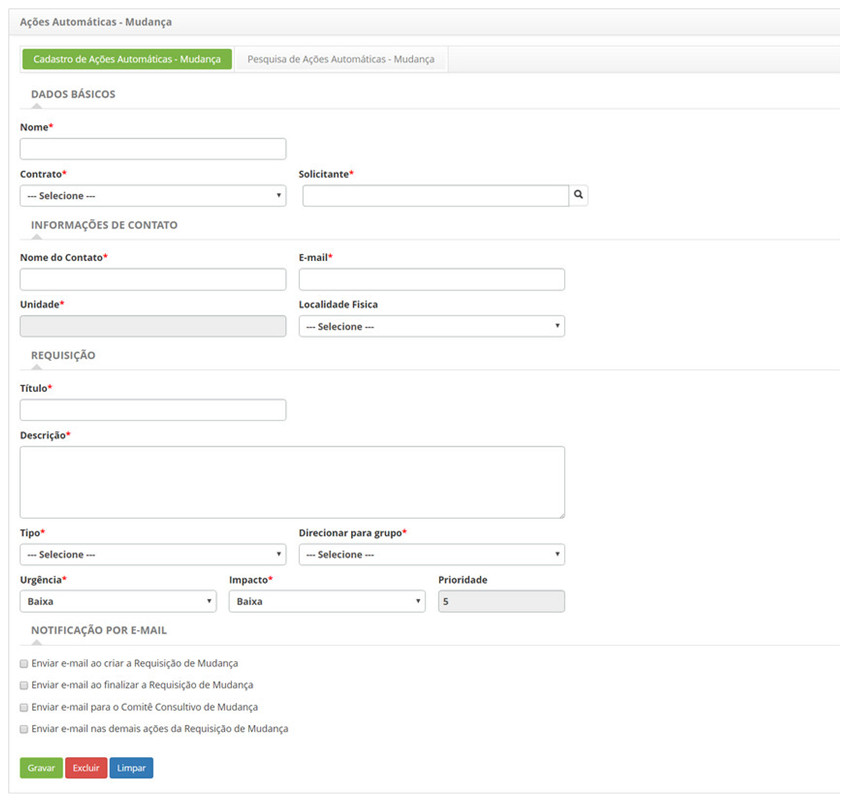 Ações Automáticas - Mudança
Cadastro de Ações Automáticas - Mudança Pesquisa de Ações Automáticas - Mudança
DADOS BÁSICOS
Nome*
Contrato* Solicitante*
--- Selecione ---
INFORMAÇÕES DE CONTATO
Nome do Contato* E-mail*
Unidade* Localidade Fisica
--- Selecione ---
REQUISIÇÃO
Título*
Descrição*
Tipo* Direcionar para grupo*
--- Selecione --- --- Selecione ---
Urgência* Impacto* Prioridade
Baixa Baixa 5
NOTIFICAÇÃO POR E-MAIL
Enviar e-mail ao criar a Requisição de Mudança
Enviar e-mail ao finalizar a Requisição de Mudança
Enviar e-mail para o Comitê Consultivo de Mudança
Enviar e-mail nas demais ações da Requisição de Mudança
Gravar Excluir Limpar